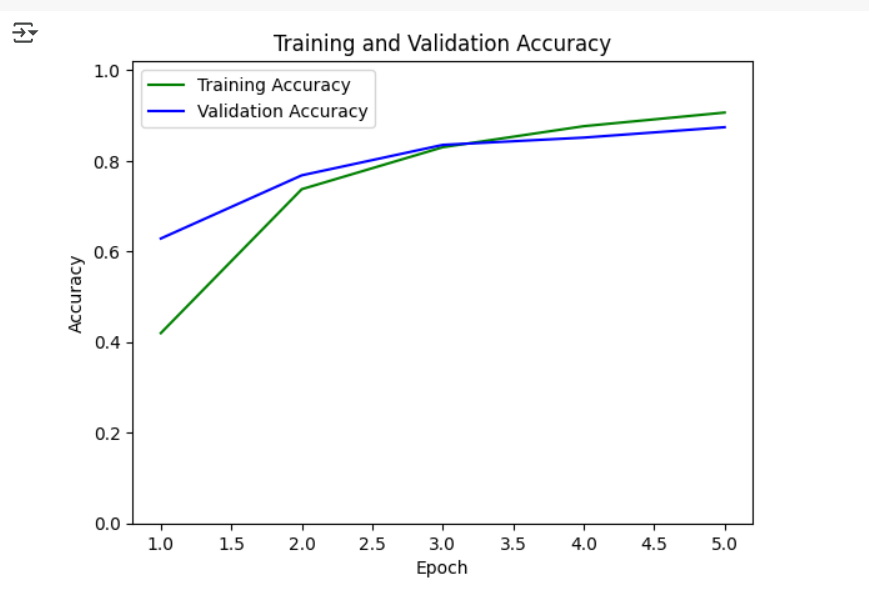 Training and Validation Accuracy
1.0
Training Accuracy
Validation Accuracy
0.8
0.6
Accuracy
0.4
0.2
0.0
1.0 1.5 2.0 2.5 3.0 3.5 4.0 4.5 5.0
Epoch